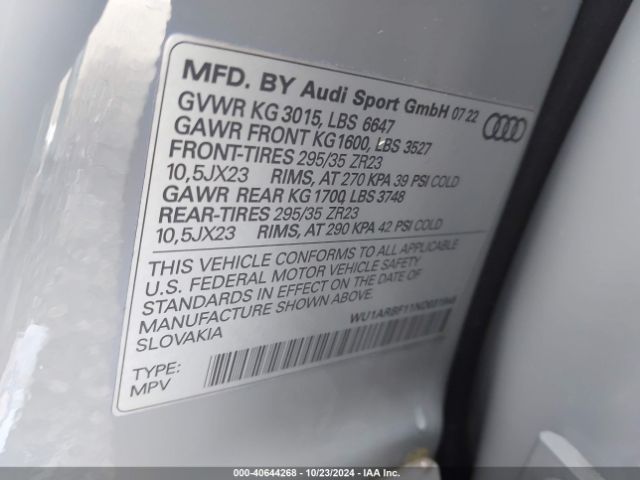 MFD. BY Audi Sport GmbH 07 22
GVWR KG 3015, LBS 6647
GAWR FRONT KG1600, LBS 3527
FRONT-TIRES 295/35 ZR23
10,5JX23 RIMS, AT 270 KPA 39 PSI COLD
GAWR REAR KG 1700, LBS 3748
REAR-TIRES 295/35 ZR23
10,5JX23 RIMS, AT 290 KPA 42 PSI COLD
THIS VEHICLE CONFORMS TO ALL APPLICABLE
U.S. FEDERAL MOTOR VEHICLE SAFETY
STANDARDS IN EFFECT ON THE DATE OF
MANUFACTURE SHOWN ABOVE.
SLOVAKIA
TYPE:
MPV
000-40644268 - 10/23/2024 - IAA Inc.